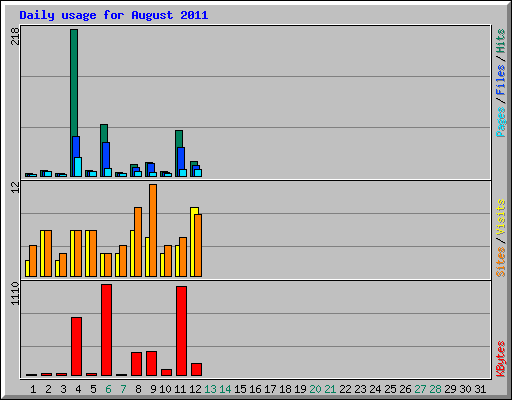 Daily usage for August 2011
218
Pages / Files / Hits
12
Sites / Visits
1110
KBytes
1 2 3 4 5 6 7 8 9 10 11 12 13 14 15 16 17 18 19 20 21 22 23 24 25 26 27 28 29 30 31